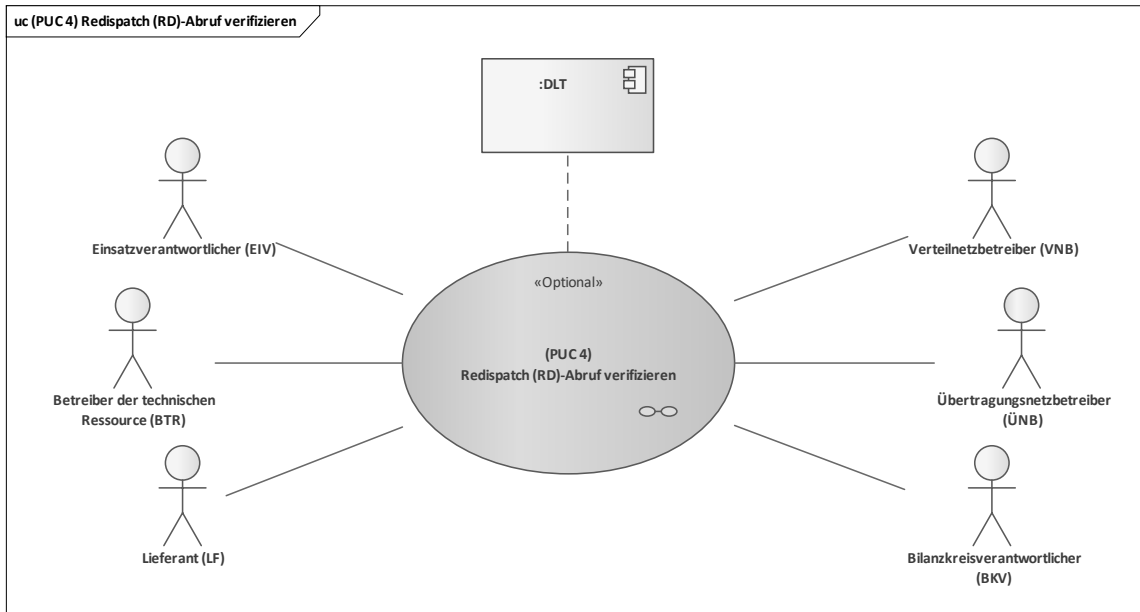 uc (PUC 4) Redispatch (RD)-Abruf verifizieren
:DLT
Einsatzverantwortlicher (EIV)
Verteilnetzbetreiber (VNB)
«Optional»
(PUC 4)
Redispatch (RD)-Abruf verifizieren
Betreiber der technischen
Ressource (BTR)
Übertragungsnetzbetreiber
(ÜNB)
Lieferant (LF)
Bilanzkreisverantwortlicher
(BKV)